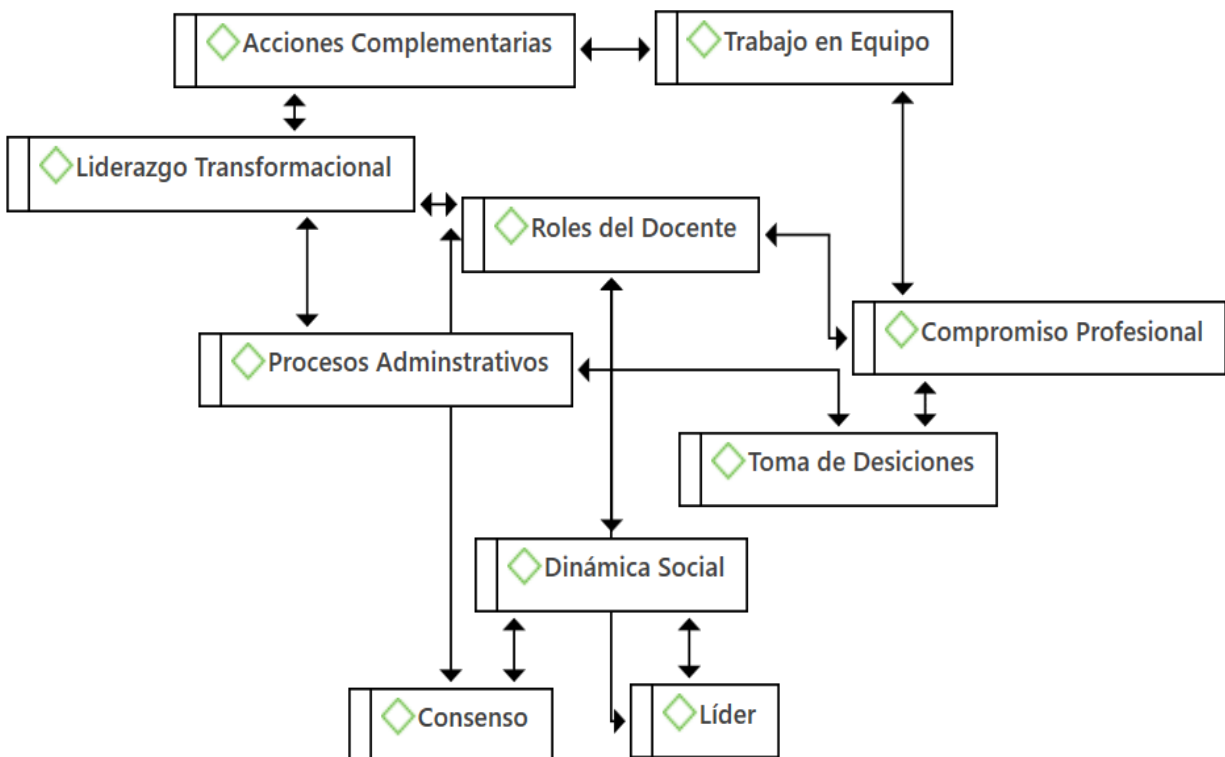 Acciones Complementarias
Trabajo en Equipo
Liderazgo Transformacional
Roles del Docente
Compromiso Profesional
Procesos Adminstrativos
Toma de Desiciones
Dinámica Social
Consenso
Líder